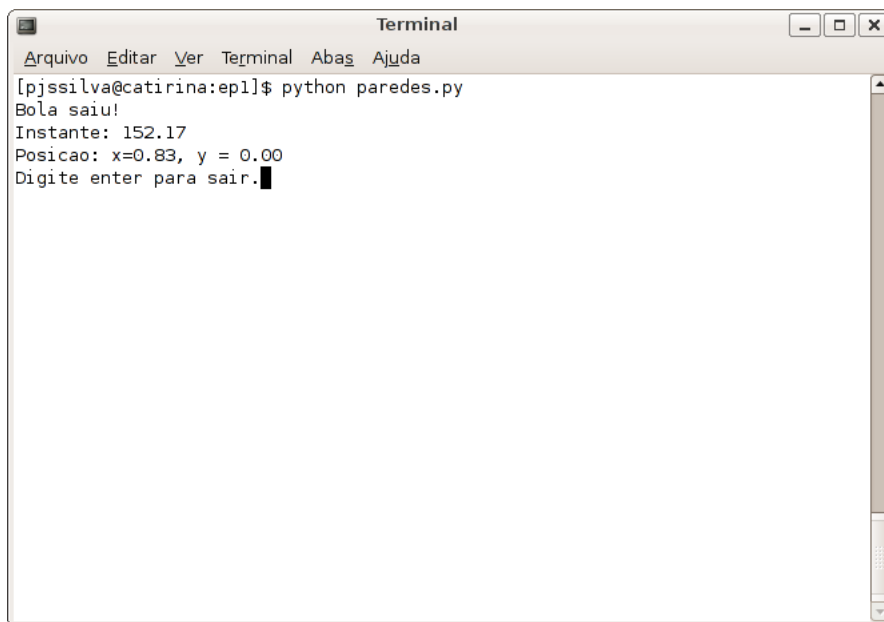 Terminal
Arquivo Editar Ver Terminal Abas Ajuda
[pjssilva@catirina:ep1]$ python paredes.py
Bola saiu!
Instante: 152.17
Posicao: x=0.83, y = 0.00
Digite enter para sair.